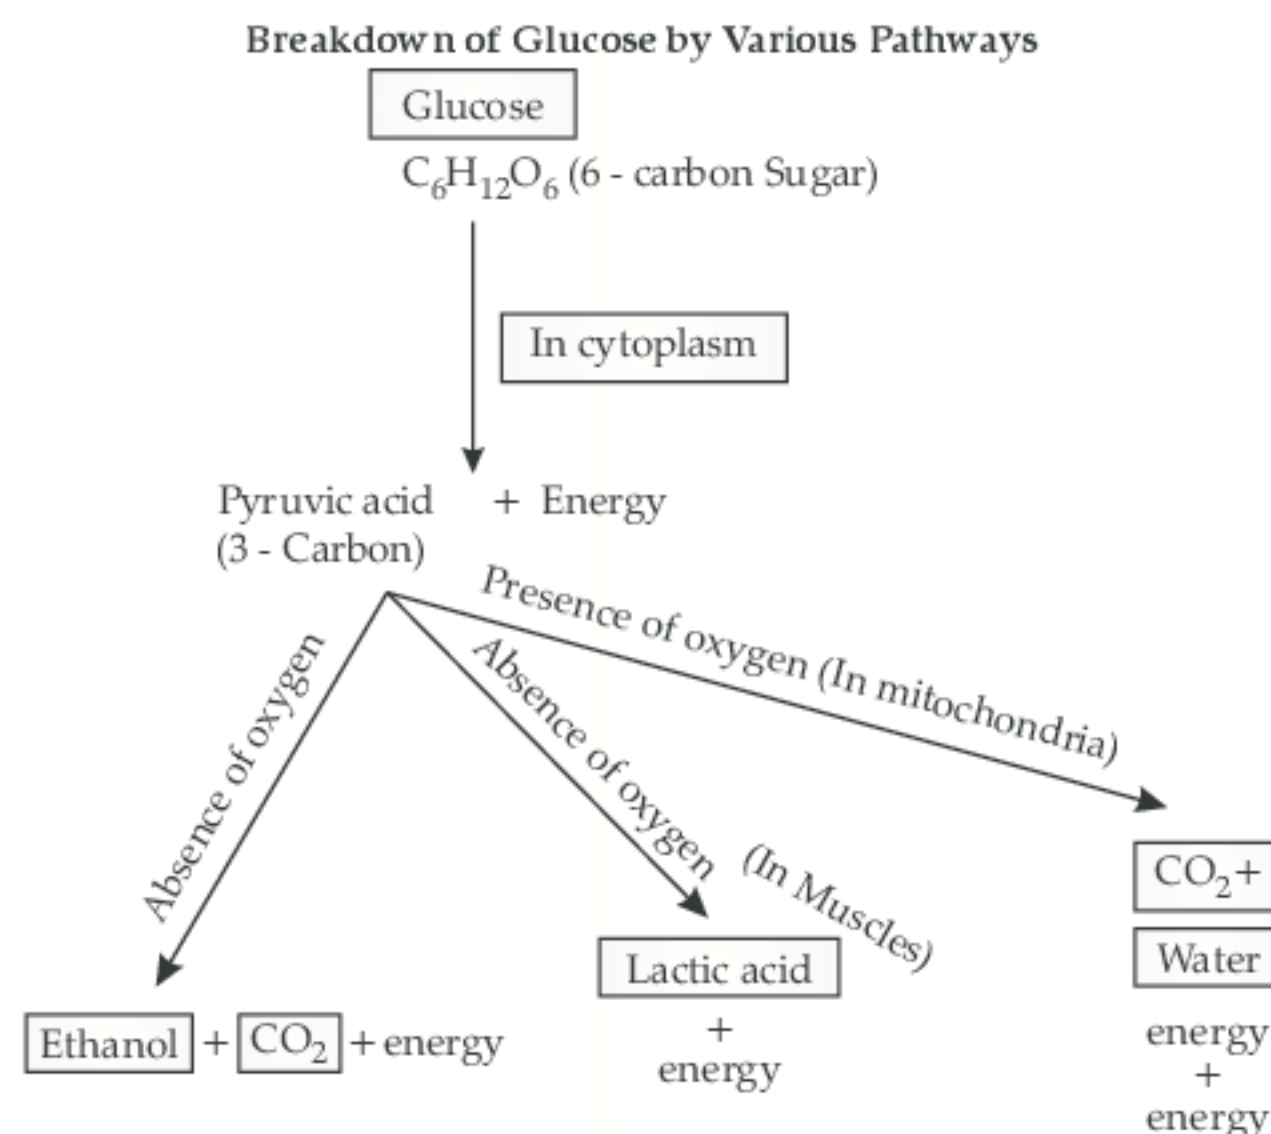 Breakdown of Glucose by Various Pathways
Glucose
C₆H₁₂O₆ (6 - carbon Sugar)
In cytoplasm
Pyruvic acid + Energy
(3 - Carbon)
Presence of oxygen (In mitochondria)
Absence of oxygen
Absence of oxygen
(In Muscles)
CO₂+
Water
energy
+
energy
Lactic acid
+
energy
Ethanol + CO₂ + energy